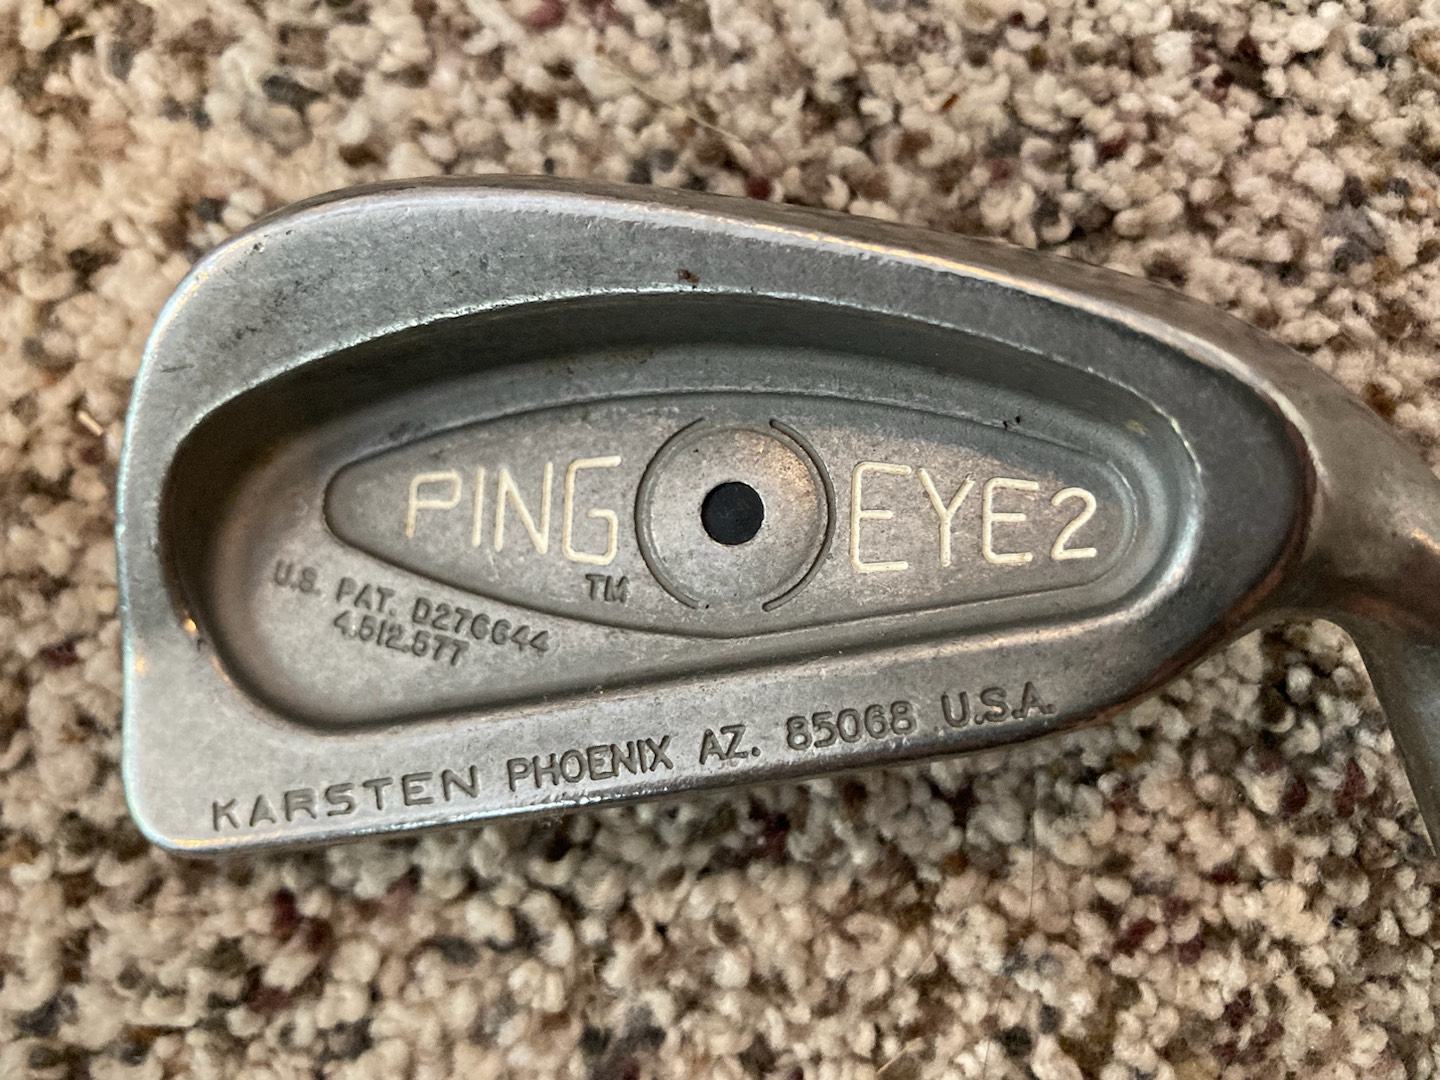 PING EYE2
TM
U.S. PAT. D276644
4,512,577
KARSTEN PHOENIX AZ. 85068 U.S.A.